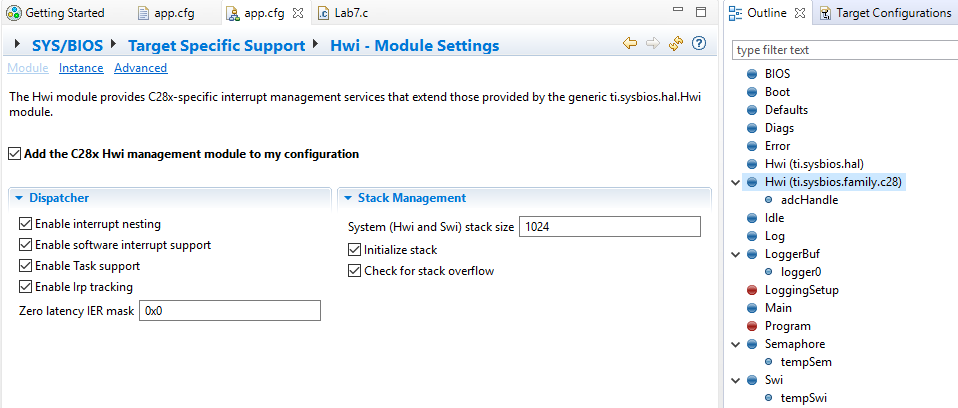 Getting Started
app.cfg
app.cfg
Lab7.c
SYS/BIOS
Target Specific Support
Hwi - Module Settings
Module Instance Advanced
The Hwi module provides C28x-specific interrupt management services that extend those provided by the generic ti.sysbios.hal.Hwi
module.
Add the C28x Hwi management module to my configuration
Dispatcher
Enable interrupt nesting
Enable software interrupt support
Enable Task support
Enable Irp tracking
Zero latency IER mask 0x0
Stack Management
System (Hwi and Swi) stack size 1024
Initialize stack
Check for stack overflow
Outline
Target Configurations
type filter text
BIOS
Boot
Defaults
Diags
Error
Hwi (ti.sysbios.hal)
Hwi (ti.sysbios.family.c28)
adcHandle
Idle
Log
LoggerBuf
logger0
LoggingSetup
Main
Program
Semaphore
tempSem
Swi
tempSwi